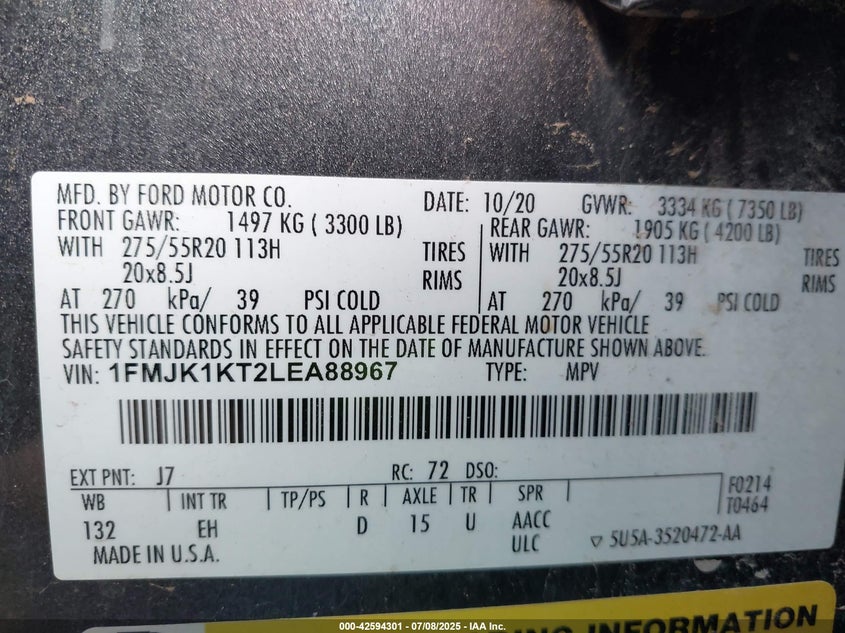 MFD. BY FORD MOTOR CO. DATE: 10/20 GVWR: 3334 KG ( 7350 LB)
FRONT GAWR: 1497 KG ( 3300 LB) REAR GAWR: 1905 KG ( 4200 LB)
WITH 275/55R20 113H TIRES WITH 275/55R20 113H TIRES
20x8.5J RIMS 20x8.5J RIMS
AT 270 kPa/ 39 PSI COLD AT 270 kPa/ 39 PSI COLD
THIS VEHICLE CONFORMS TO ALL APPLICABLE FEDERAL MOTOR VEHICLE
SAFETY STANDARDS IN EFFECT ON THE DATE OF MANUFACTURE SHOWN ABOVE.
VIN: 1FMJK1KT2LEA88967 TYPE: MPV
EXT PNT: J7 RC: 72 DSO:
WB INT TR TP/PS R AXLE TR SPR F0214
T0464
132 EH D 15 U AACC
ULC
MADE IN U.S.A. ▽ 5U5A-3520472-AA
INFORMATION
000-42594301 - 07/08/2025 - IAA Inc.